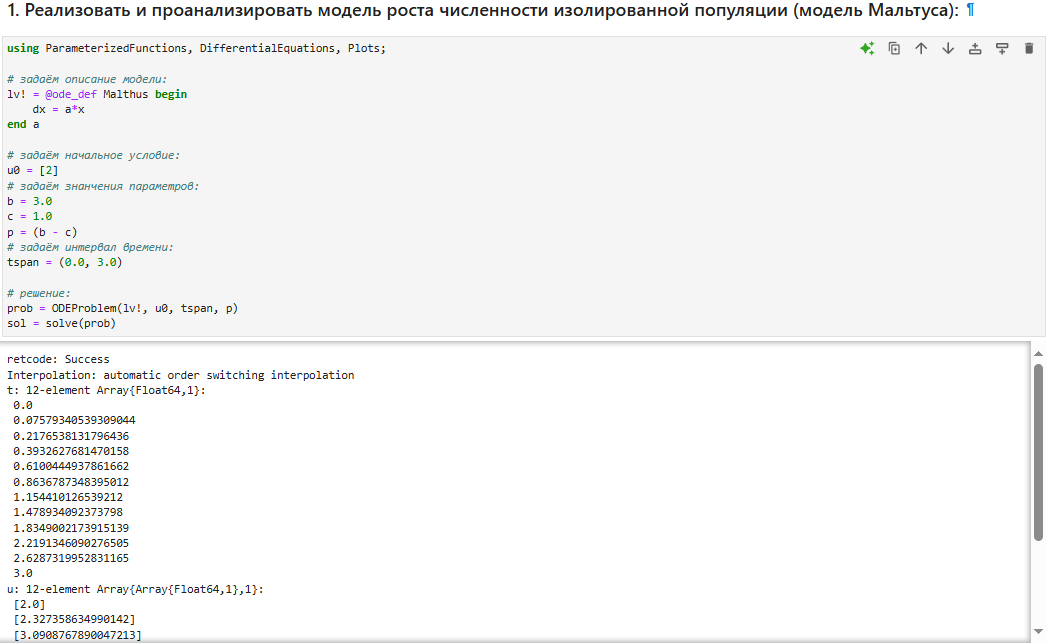 1. Реализовать и проанализировать модель роста численности изолированной популяции (модель Мальтуса): ¶
using ParameterizedFunctions, DifferentialEquations, Plots;
# задаём описание модели:
lv! = @ode_def Malthus begin
    dx = a*x
end a
# задаём начальное условие:
u0 = [2]
# задаём знанчения параметров:
b = 3.0
c = 1.0
p = (b - c)
# задаём интервал времени:
tspan = (0.0, 3.0)
# решение:
prob = ODEProblem(lv!, u0, tspan, p)
sol = solve(prob)
retcode: Success
Interpolation: automatic order switching interpolation
t: 12-element Array{Float64,1}:
 0.0
 0.07579340539309044
 0.2176538131796436
 0.3932627681470158
 0.6100444937861662
 0.8636787348395012
 1.154410126539212
 1.478934092373798
 1.8349002173915139
 2.2191346090276505
 2.6287319952831165
 3.0
u: 12-element Array{Array{Float64,1},1}:
 [2.0]
 [2.327358634990142]
 [3.0908767890047213]